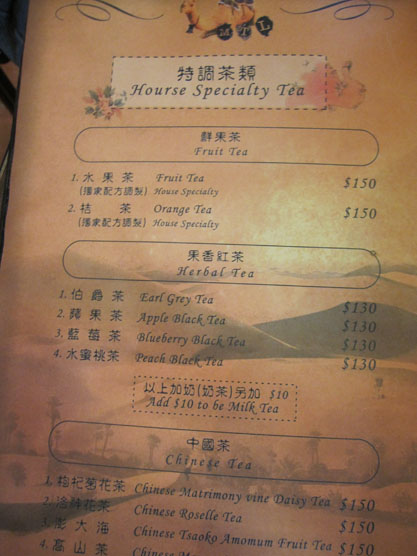 特調茶類
Hourse Specialty Tea
鮮果茶
Fruit Tea
1. 水果茶 Fruit Tea $150
(獨家配方調製) House Specialty
2. 桔茶 Orange Tea $150
(獨家配方調製) House Specialty
果香紅茶
Herbal Tea
1. 伯爵茶 Earl Grey Tea $130
2. 蘋果茶 Apple Black Tea $130
3. 藍莓茶 Blueberry Black Tea $130
4. 水蜜桃茶 Peach Black Tea $130
以上加奶(奶茶)另加 $10
Add $10 to be Milk Tea
中國茶
Chinese Tea
1. 枸杞菊花茶 Chinese Matrimony vine Daisy Tea $150
2. 洛神花茶 Chinese Roselle Tea $150
3. 澎大海 Chinese Tsaoko Amomum Fruit Tea $150
4. 高山茶 Chinese